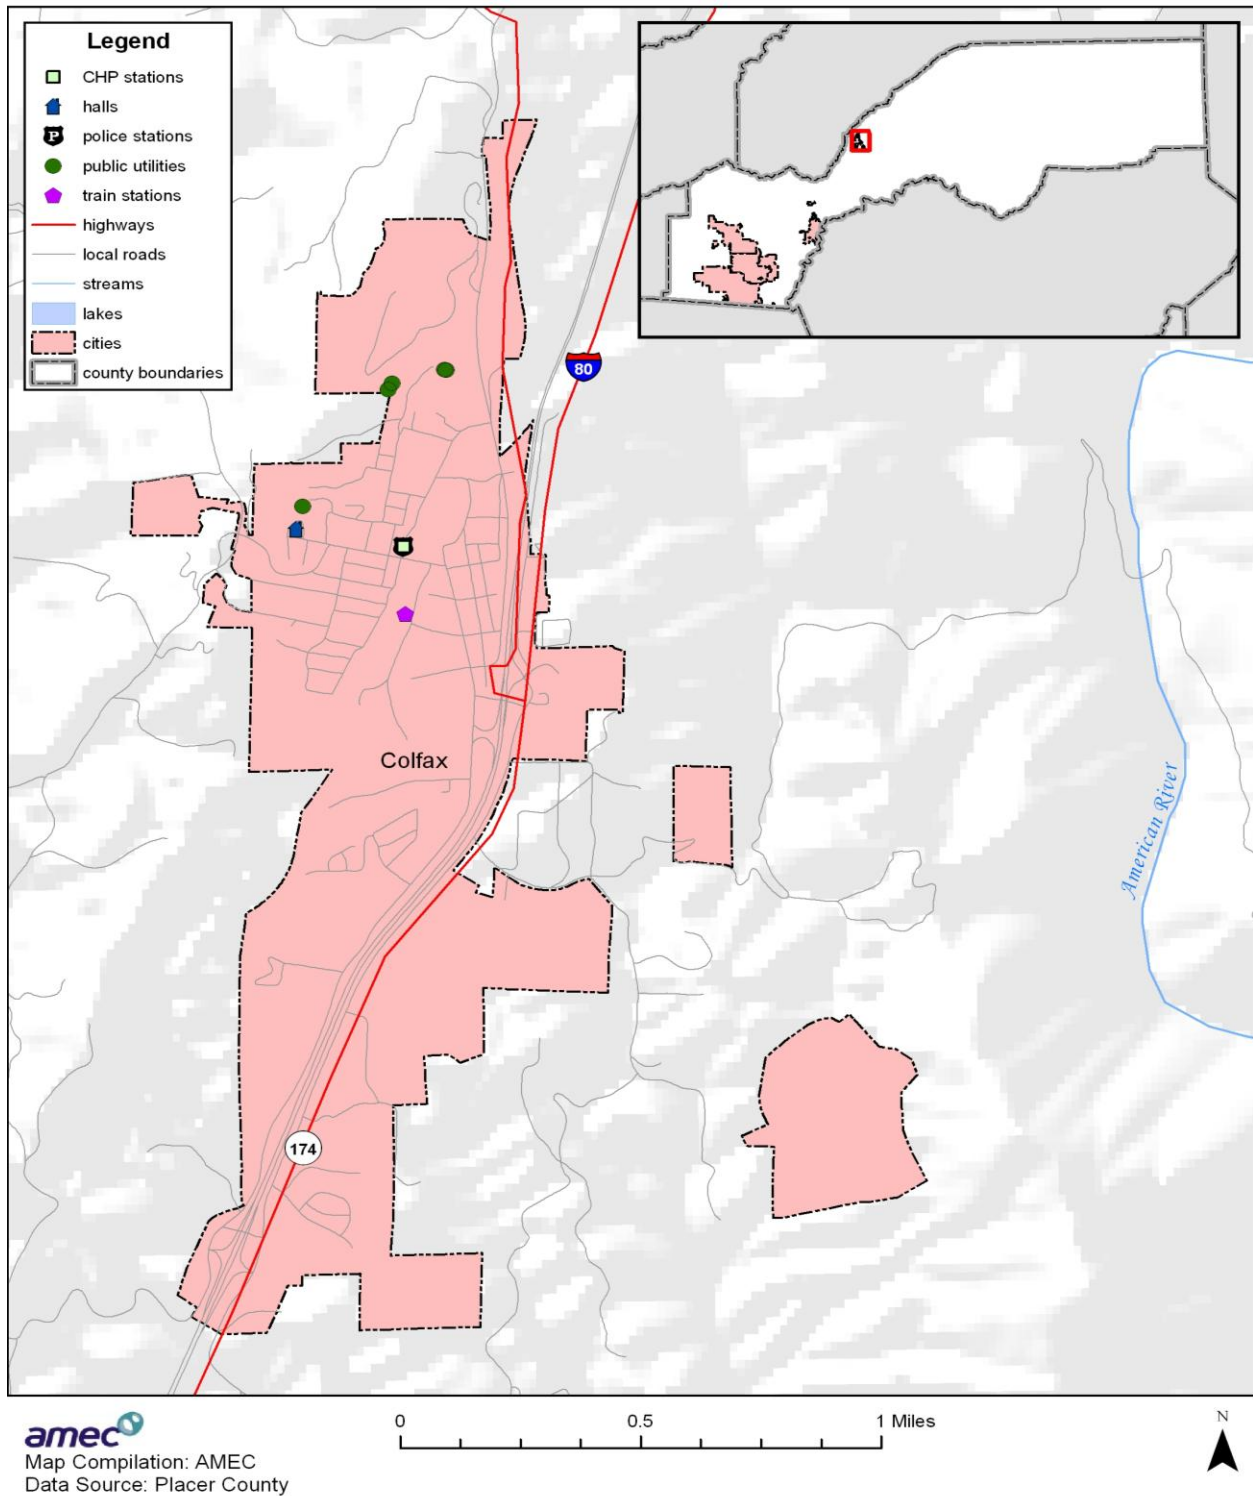 Legend
CHP stations
halls
P
police stations
public utilities
train stations
highways
local roads
streams
lakes
cities
county boundaries
80
Colfax
American River
174
amec
Map Compilation: AMEC
Data Source: Placer County
0 0.5 1 Miles
N